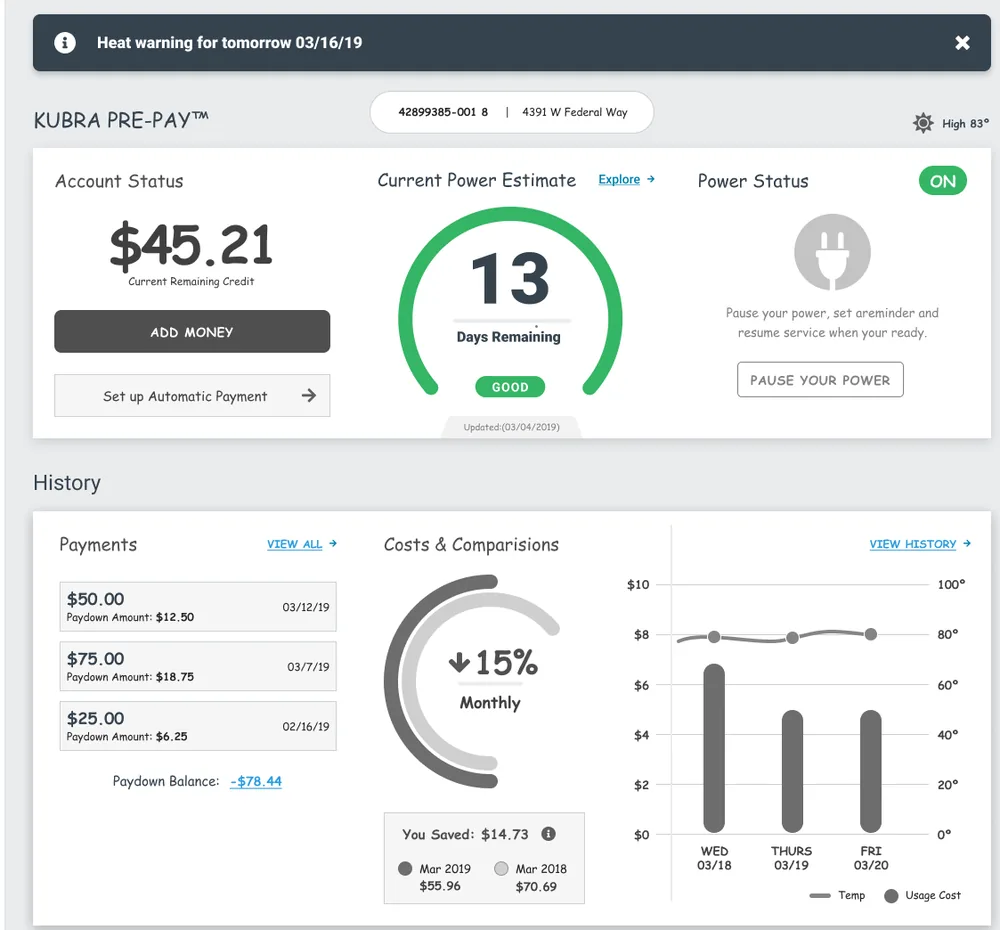 Heat warning for tomorrow 03/16/19
KUBRA PRE-PAY™
42899385-001 8 | 4391 W Federal Way
High 83°
Account Status
$45.21
Current Remaining Credit
ADD MONEY
Set up Automatic Payment
Current Power Estimate
Explore
13
Days Remaining
GOOD
Updated:(03/04/2019)
Power Status
ON
Pause your power, set areminder and
resume service when your ready.
PAUSE YOUR POWER
History
Payments
VIEW ALL
$50.00
Paydown Amount: $12.50
03/12/19
$75.00
Paydown Amount: $18.75
03/7/19
$25.00
Paydown Amount: $6.25
02/16/19
Paydown Balance: -$78.44
Costs & Comparisions
15%
Monthly
You Saved: $14.73
Mar 2019
$55.96
Mar 2018
$70.69
VIEW HISTORY
$10
100°
$8
80°
$6
60°
$4
40°
$2
20°
$0
0°
WED
03/18
THURS
03/19
FRI
03/20
Temp
Usage Cost